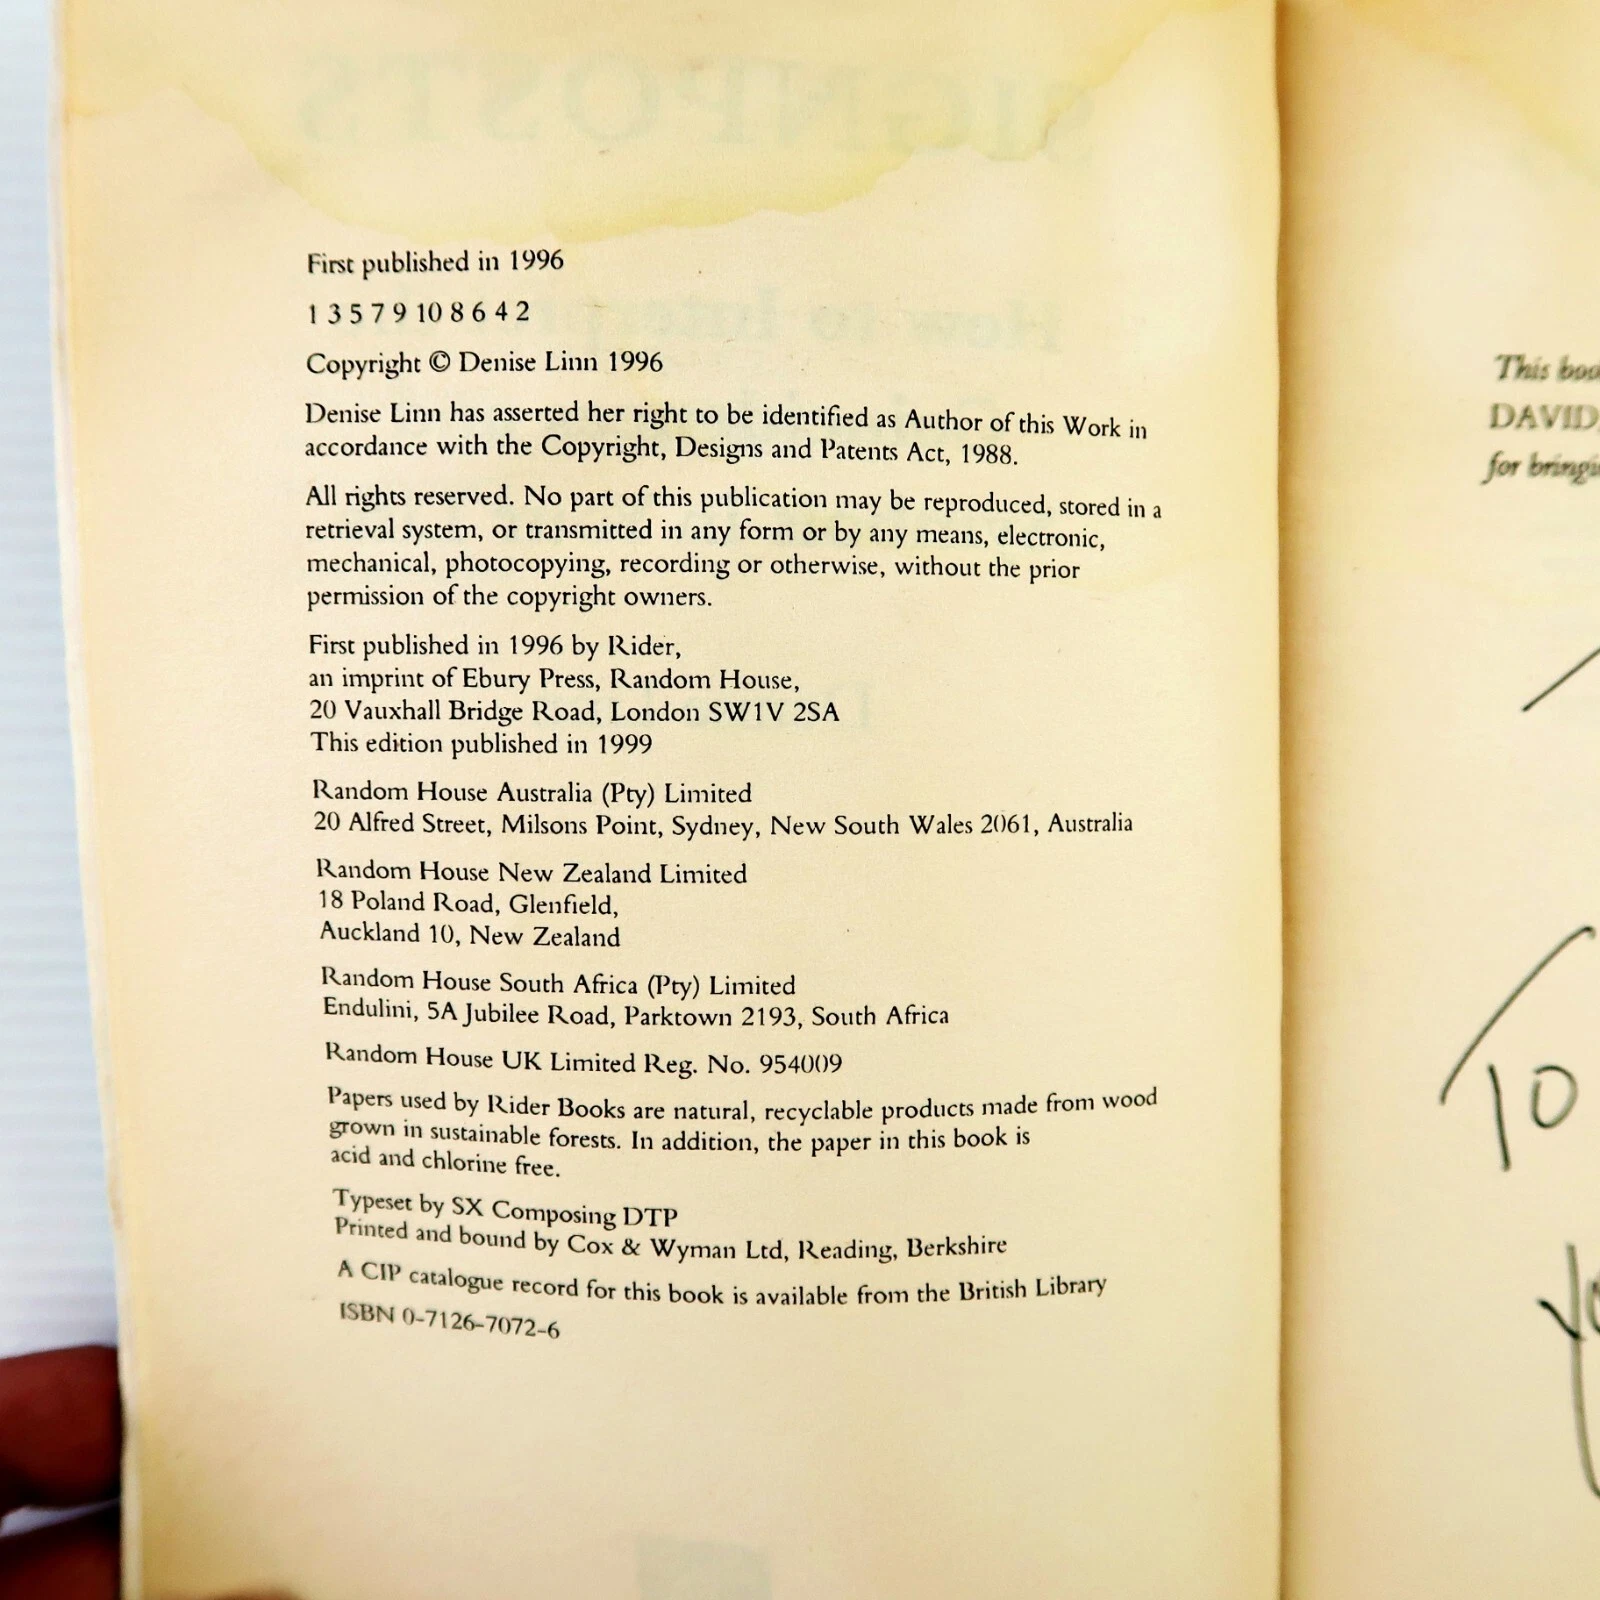 SIGNPOSTS
First published in 1996
1 3 5 7 9 10 8 6 4 2
Copyright © Denise Linn 1996
Denise Linn has asserted her right to be identified as Author of this Work in
accordance with the Copyright, Designs and Patents Act, 1988.
All rights reserved. No part of this publication may be reproduced, stored in a
retrieval system, or transmitted in any form or by any means, electronic,
mechanical, photocopying, recording or otherwise, without the prior
permission of the copyright owners.
First published in 1996 by Rider,
an imprint of Ebury Press, Random House,
20 Vauxhall Bridge Road, London SW1V 2SA
This edition published in 1999
Random House Australia (Pty) Limited
20 Alfred Street, Milsons Point, Sydney, New South Wales 2061, Australia
Random House New Zealand Limited
18 Poland Road, Glenfield,
Auckland 10, New Zealand
Random House South Africa (Pty) Limited
Endulini, 5A Jubilee Road, Parktown 2193, South Africa
Random House UK Limited Reg. No. 954009
Papers used by Rider Books are natural, recyclable products made from wood
grown in sustainable forests. In addition, the paper in this book is
acid and chlorine free.
Typeset by SX Composing DTP
Printed and bound by Cox & Wyman Ltd, Reading, Berkshire
A CIP catalogue record for this book is available from the British Library
ISBN 0-7126-7072-6
This
DAVID,
for
To